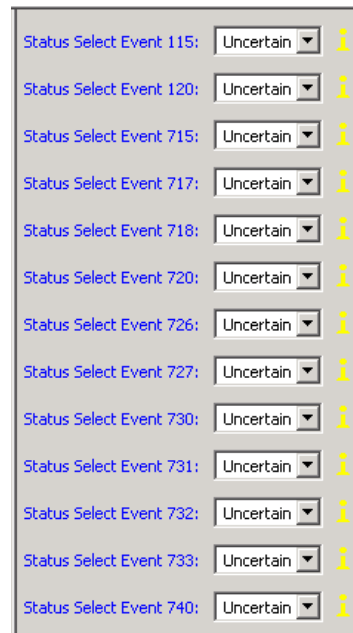 Status Select Event 115: Uncertain
Status Select Event 120: Uncertain
Status Select Event 715: Uncertain
Status Select Event 717: Uncertain
Status Select Event 718: Uncertain
Status Select Event 720: Uncertain
Status Select Event 726: Uncertain
Status Select Event 727: Uncertain
Status Select Event 730: Uncertain
Status Select Event 731: Uncertain
Status Select Event 732: Uncertain
Status Select Event 733: Uncertain
Status Select Event 740: Uncertain